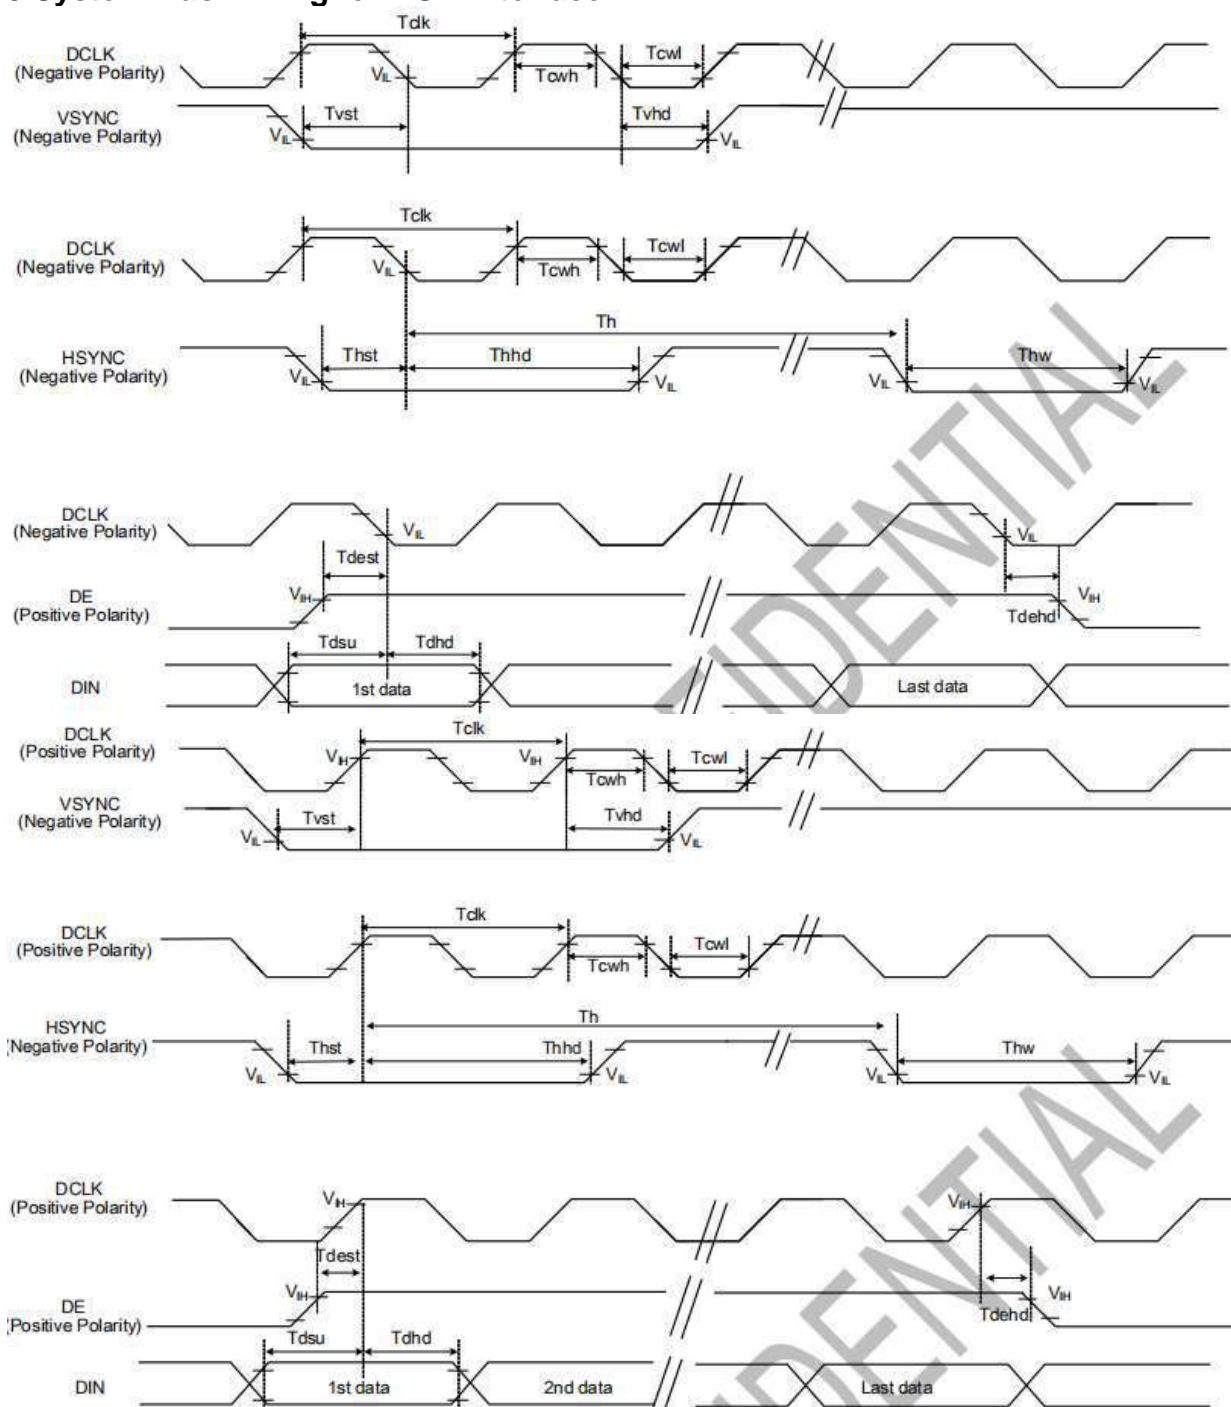 Tclk
DCLK
(Negative Polarity)
VIL
Tcwh
Tcwl
VSYNC
(Negative Polarity)
VIL
Tvst
Tvhd
VIL
Tclk
DCLK
(Negative Polarity)
VIL
Tcwh
Tcwl
Th
HSYNC
(Negative Polarity)
VIL
Thst
Thhd
VIL
VIL
Thw
VIL
DCLK
(Negative Polarity)
VIL
VIL
Tdest
DE
(Positive Polarity)
VIH
VIH
Tdehd
Tdsu
Tdhd
DIN
1st data
Last data
DCLK
(Positive Polarity)
Tclk
VIH
VIH
Tcwh
Tcwl
VSYNC
(Negative Polarity)
VIL
Tvst
Tvhd
VIL
Tclk
DCLK
(Positive Polarity)
Tcwh
Tcwl
Th
HSYNC
(Negative Polarity)
VIL
Thst
Thhd
VIL
VIL
Thw
VIL
DCLK
(Positive Polarity)
VIH
VIH
Tdest
DE
(Positive Polarity)
VIH
VIH
Tdehd
Tdsu
Tdhd
DIN
1st data
2nd data
Last data
FIDENTIAL
IDENTIAL